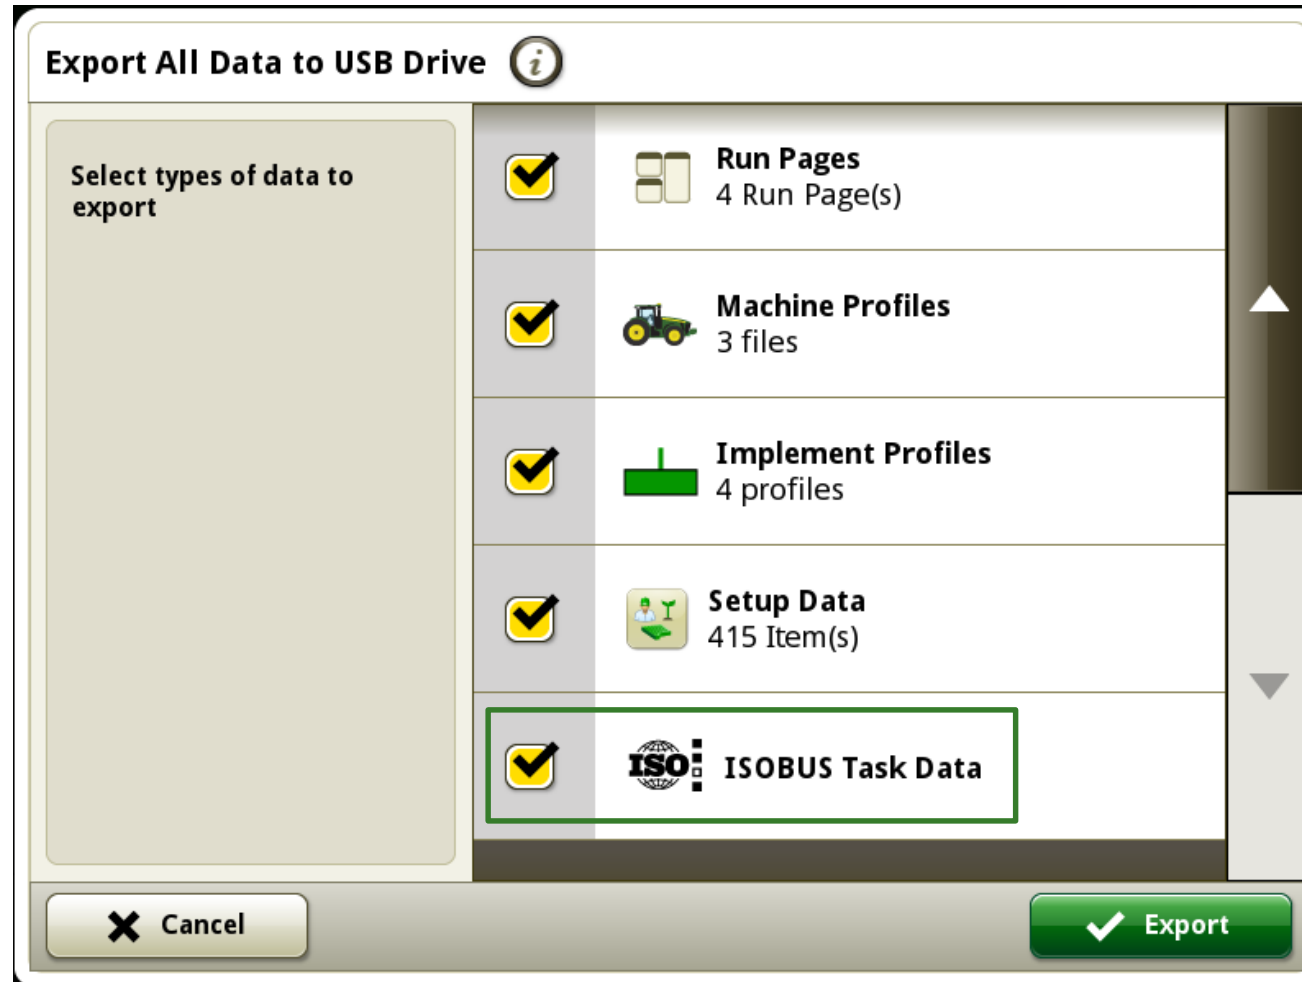 Export All Data to USB Drive i
Select types of data to
export
Run Pages
4 Run Page(s)
Machine Profiles
3 files
Implement Profiles
4 profiles
Setup Data
415 Item(s)
ISO ISOBUS Task Data
Cancel
Export